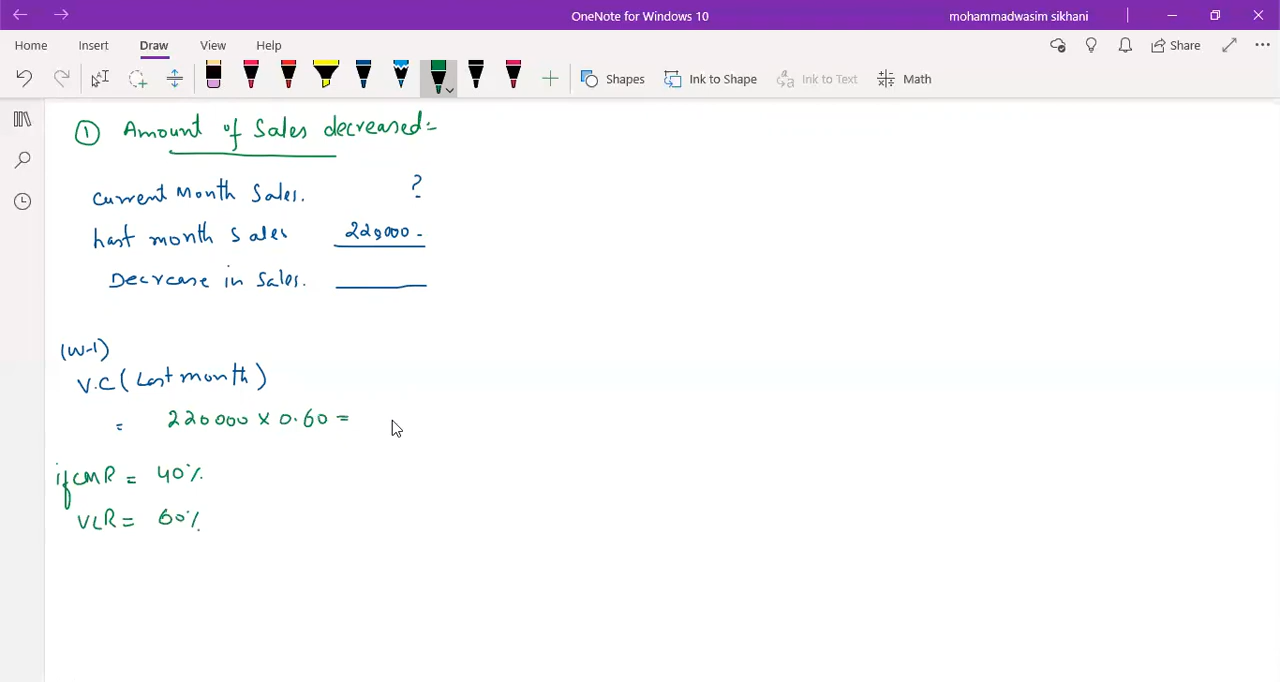 OneNote for Windows 10
mohammadwasim sikhani
Home Insert Draw View Help
Share
Shapes Ink to Shape Ink to Text Math
① Amount of Sales decreased:-
Current Month Sales. ?
Last month Sales 220000 -
Decrease in Sales.
(W-1)
V.C (Last month)
= 220000 × 0.60 =
if CMR = 40%
VCR = 60%